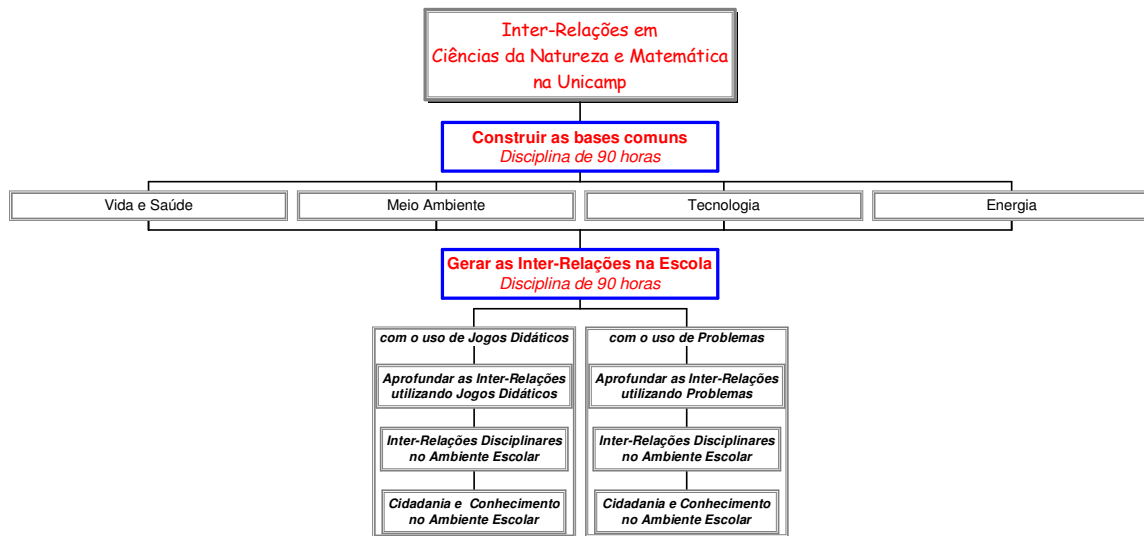 Inter-Relações em
Ciências da Natureza e Matemática
na Unicamp
Construir as bases comuns
Disciplina de 90 horas
Vida e Saúde
Meio Ambiente
Tecnologia
Energia
Gerar as Inter-Relações na Escola
Disciplina de 90 horas
com o uso de Jogos Didáticos
Aprofundar as Inter-Relações
utilizando Jogos Didáticos
Inter-Relações Disciplinares
no Ambiente Escolar
Cidadania e Conhecimento
no Ambiente Escolar
com o uso de Problemas
Aprofundar as Inter-Relações
utilizando Problemas
Inter-Relações Disciplinares
no Ambiente Escolar
Cidadania e Conhecimento
no Ambiente Escolar